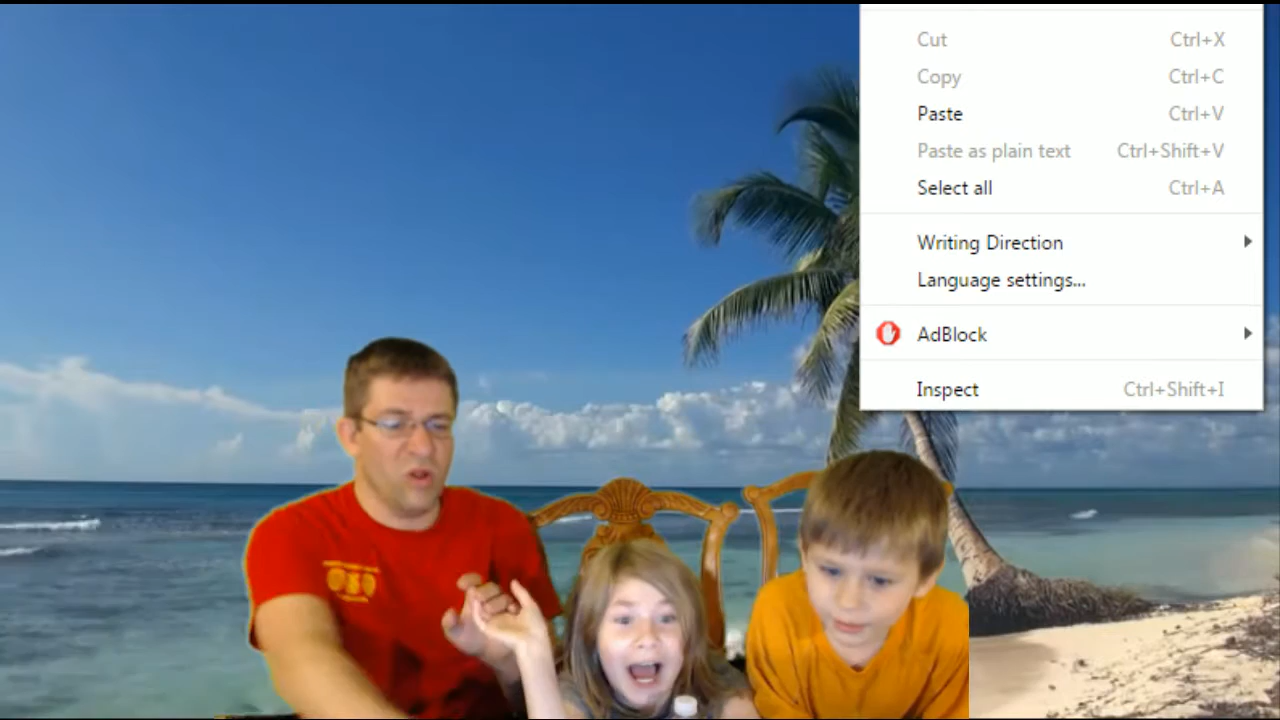 Cut Ctrl+X
Copy Ctrl+C
Paste Ctrl+V
Paste as plain text Ctrl+Shift+V
Select all Ctrl+A
Writing Direction
Language settings...
AdBlock
Inspect Ctrl+Shift+I